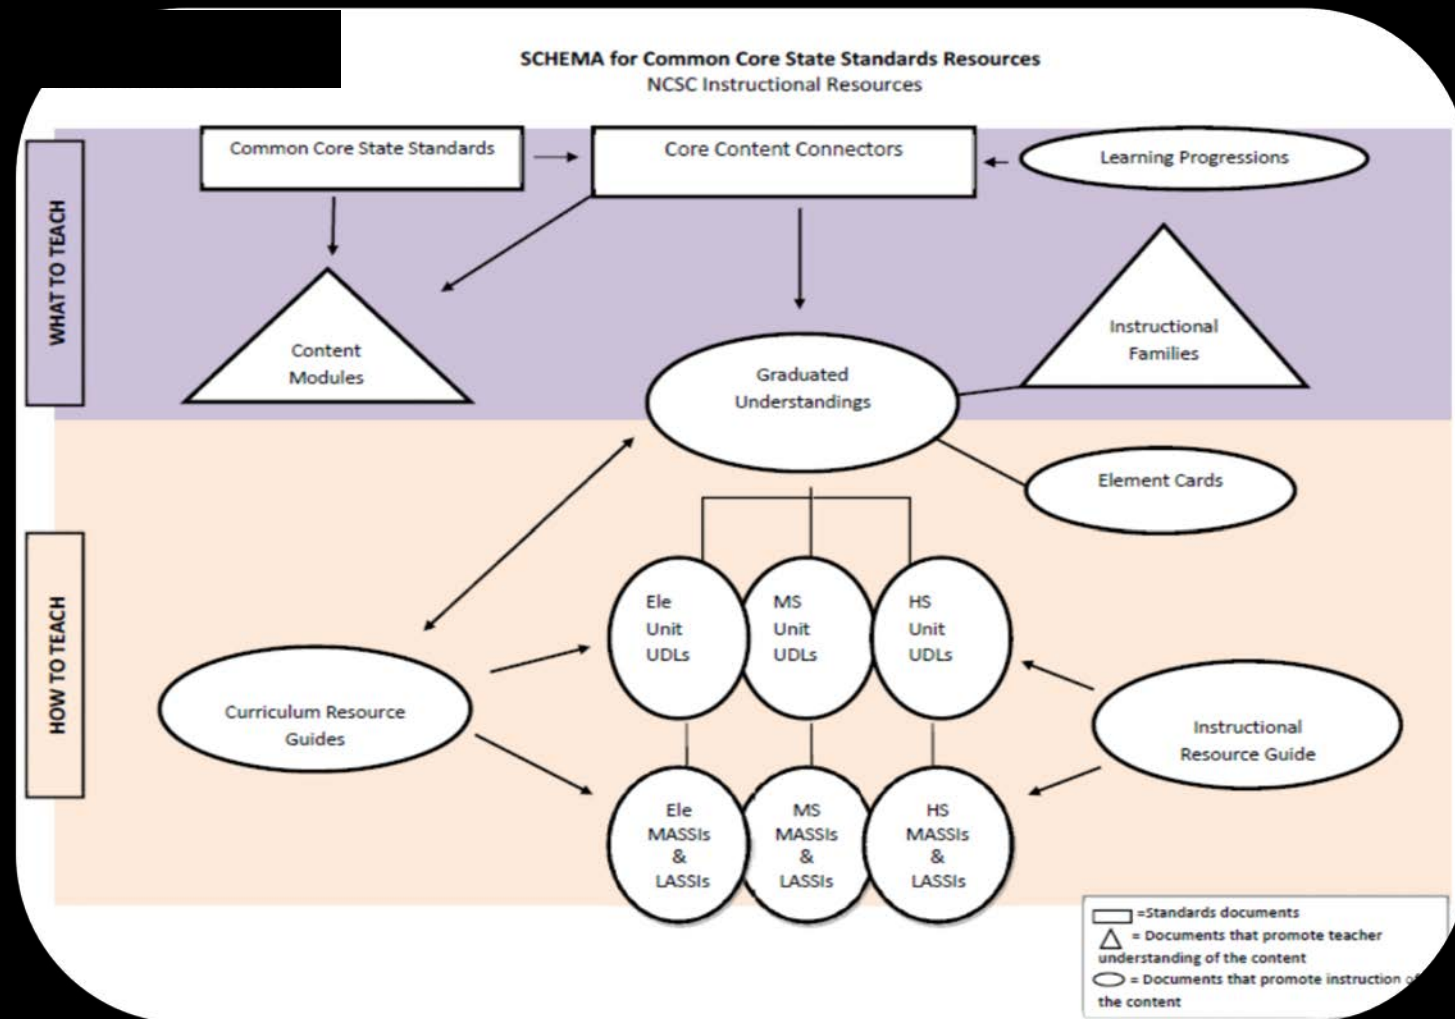 SCHEMA for Common Core State Standards Resources
NCSC Instructional Resources
WHAT TO TEACH
Common Core State Standards
Core Content Connectors
Learning Progressions
Content
Modules
Graduated
Understandings
Instructional
Families
Element Cards
HOW TO TEACH
Ele
Unit
UDLs
MS
Unit
UDLs
HS
Unit
UDLs
Curriculum Resource
Guides
Instructional
Resource Guide
Ele
MASSIs
&
LASSIs
MS
MASSIs
&
LASSIs
HS
MASSIs
&
LASSIs
=Standards documents
= Documents that promote teacher
understanding of the content
= Documents that promote instruction of
the content